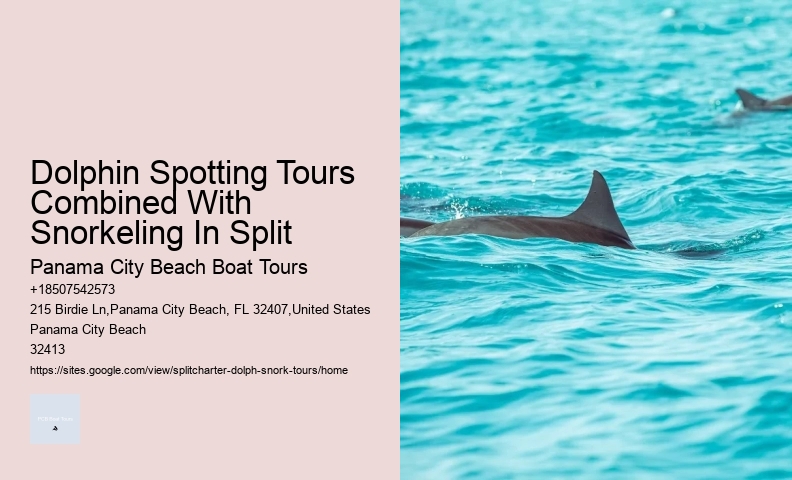 Dolphin Spotting Tours
Combined With
Snorkeling In Split
Panama City Beach Boat Tours
+18507542573
215 Birdie Ln,Panama City Beach, FL 32407,United States
Panama City Beach
32413
https://sites.google.com/view/splitcharter-dolph-snork-tours/home